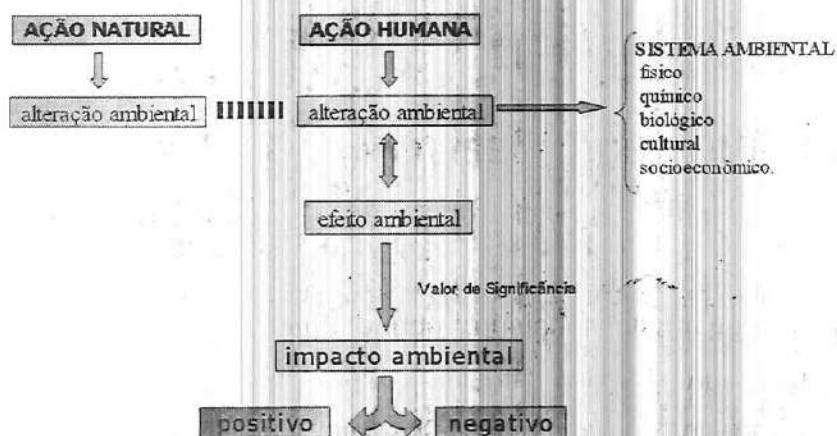 AÇÃO NATURAL
AÇÃO HUMANA
alteração ambiental
alteração ambiental
SISTEMA AMBIENTAL
físico
químico
biológico
cultural
socioeconômico.
efeito ambiental
Valor de Significância
impacto ambiental
positivo
negativo